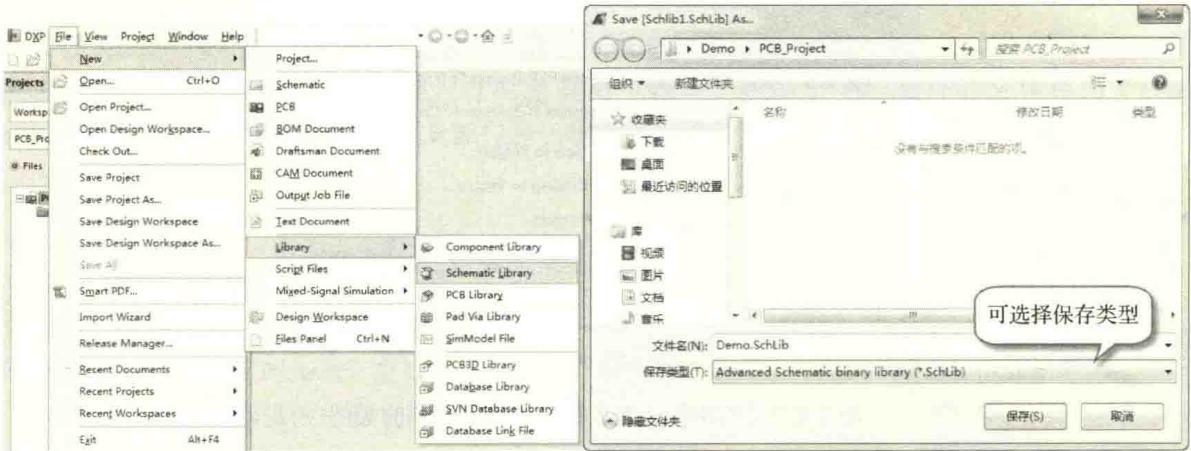 DXP File View Project Window Help
New
Open... Ctrl+O
Projects
Open Project...
Worksp
Open Design Workspace...
PCB_Pro
Check Out...
Files
Save Project
Save Project As...
Save Design Workspace
Save Design Workspace As...
Save All
Smart PDF...
Import Wizard
Release Manager...
Recent Documents
Recent Projects
Recent Workspaces
Exit Alt+F4
Project...
Schematic
PCB
BOM Document
Draftsman Document
CAM Document
Output Job File
Text Document
Library
Script Files
Mixed-Signal Simulation
Design Workspace
Files Panel Ctrl+N
Component Library
Schematic Library
PCB Library
Pad Via Library
SimModel File
PCB3D Library
Database Library
SVN Database Library
Database Link File
Save [Schlib1.SchLib] As...
Demo PCB_Project
搜索 PCB_Project
组织 新建文件夹
名称 修改日期 类型
收藏夹
下载
桌面
最近访问的位置
没有与搜索条件匹配的项。
库
视频
图片
文档
音乐
可选择保存类型
文件名(N): Demo.SchLib
保存类型(T): Advanced Schematic binary library (*.SchLib)
隐藏文件夹
保存(S) 取消